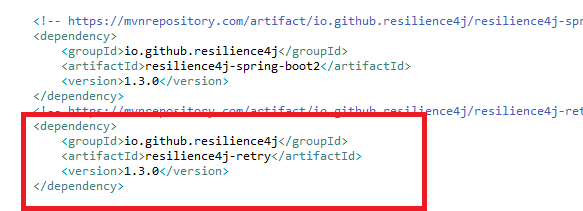 <!-- https://mvnrepository.com/artifact/io.github.resilience4j/resilience4j-spr
<dependency>
<groupId>io.github.resilience4j</groupId>
<artifactId>resilience4j-spring-boot2</artifactId>
<version>1.3.0</version>
</dependency>
<!-- https://mvnrepository.com/artifact/io.github.resilience4j/resilience4j-ret
<dependency>
<groupId>io.github.resilience4j</groupId>
<artifactId>resilience4j-retry</artifactId>
<version>1.3.0</version>
</dependency>